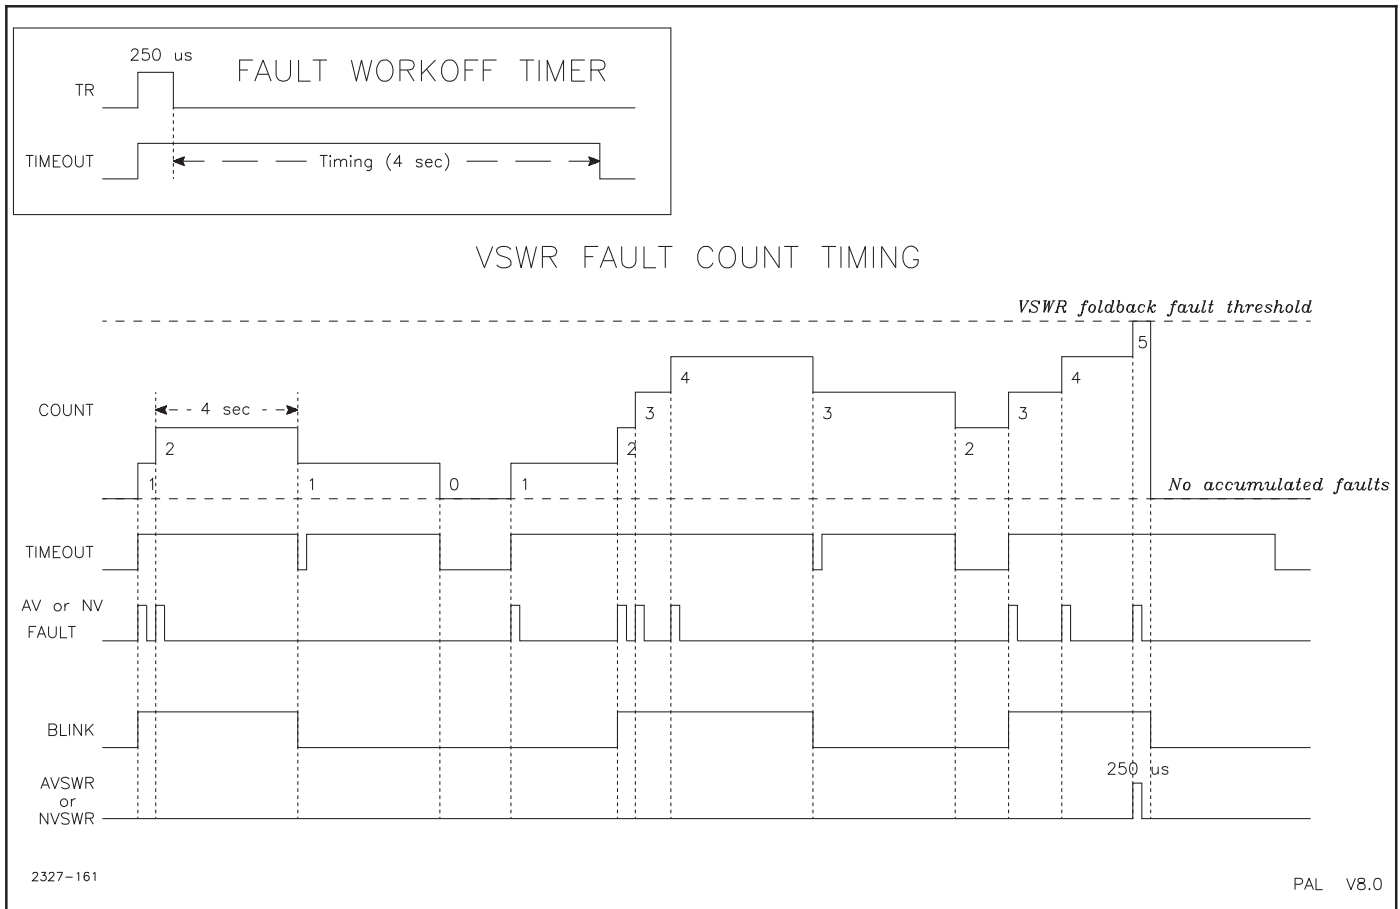 250 us
FAULT WORKOFF TIMER
TR
TIMEOUT
Timing (4 sec)
VSWR FAULT COUNT TIMING
VSWR foldback fault threshold
5
4
4
COUNT
4 sec
3
3
3
2
2
2
1
1
0
1
No accumulated faults
TIMEOUT
AV or NV
FAULT
BLINK
250 us
AVSWR
or
NVSWR
2327-161
PAL V8.0